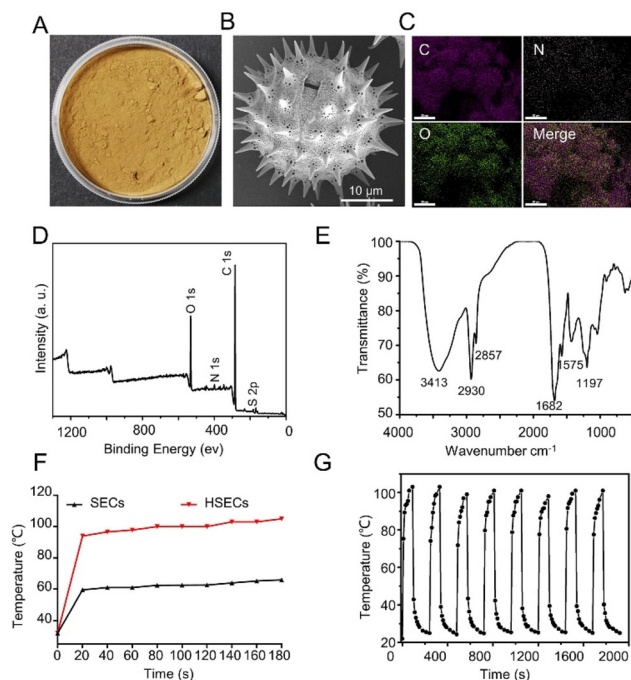 A
B
C
10 µm
C
N
O
Merge
D
Intensity (a. u.)
O 1s
N 1s
C 1s
S 2p
1200
900
600
300
0
Binding Energy (ev)
E
Transmittance (%)
100
90
80
70
60
50
3413
2930
2857
1682
1575
1197
4000
3000
2000
1000
Wavenumber cm⁻¹
F
Temperature (℃)
120
100
80
60
40
SECs
HSECs
0
20
40
60
80
100
120
140
160
180
Time (s)
G
Temperature (℃)
100
80
60
40
20
0
400
800
1200
1600
2000
Time (s)